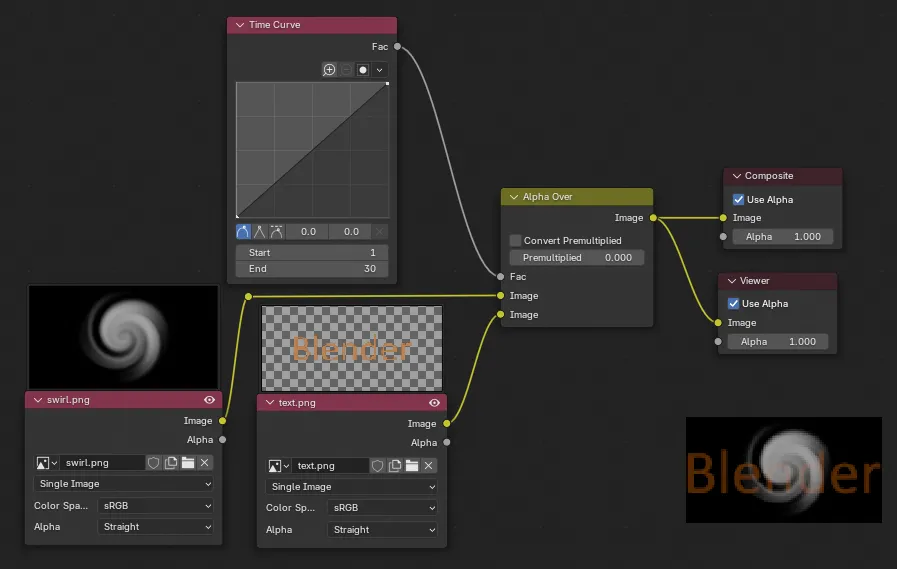 Time Curve
Fac
0.0 0.0
Start 1
End 30
Alpha Over
Image
Convert Premultiplied
Premultiplied 0.000
Fac
Image
Image
Composite
Use Alpha
Image
Alpha 1.000
Viewer
Use Alpha
Image
Alpha 1.000
swirl.png
Image
Alpha
swirl.png
Single Image
Color Spa... sRGB
Alpha Straight
Blender
text.png
Image
Alpha
text.png
Single Image
Color Sp... sRGB
Alpha Straight
Blender